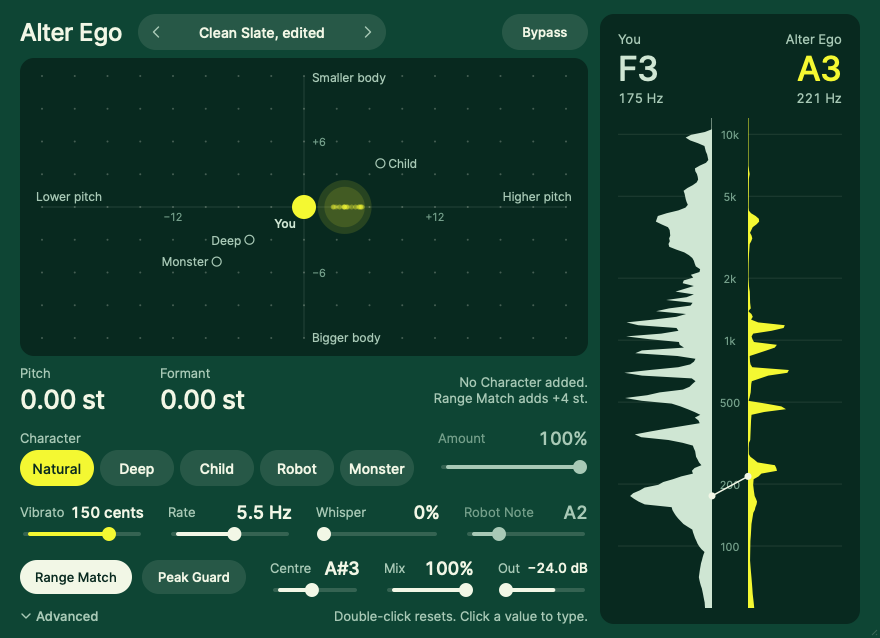 Alter Ego
Clean Slate, edited
Bypass
Smaller body
+6
Child
Lower pitch
Higher pitch
−12
+12
You
Deep
Monster
−6
Bigger body
Pitch
Formant
0.00 st
0.00 st
No Character added.
Range Match adds +4 st.
Character
Amount 100%
Natural
Deep
Child
Robot
Monster
Vibrato 150 cents
Rate 5.5 Hz
Whisper 0%
Robot Note A2
Range Match
Peak Guard
Centre A#3
Mix 100%
Out −24.0 dB
Advanced
Double-click resets. Click a value to type.
You
Alter Ego
F3
A3
175 Hz
221 Hz
10k
5k
2k
1k
500
200
100